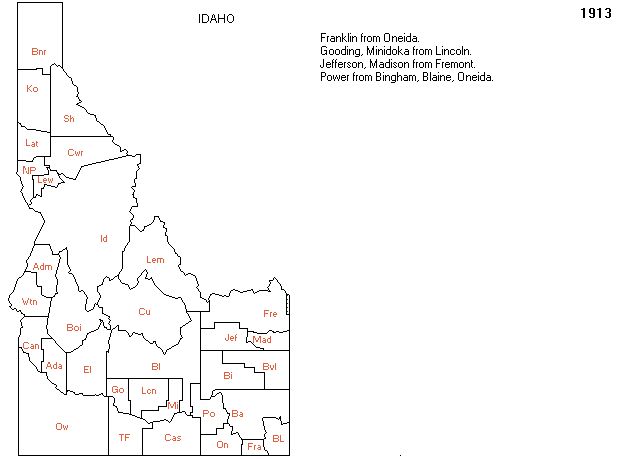 1913
IDAHO
Franklin from Oneida.
Gooding, Minidoka from Lincoln.
Jefferson, Madison from Fremont.
Power from Bingham, Blaine, Oneida.
Bnr
Ko
Sh
Lat
Cwr
NP
Lew
Id
Lem
Adm
Wtn
Cu
Fre
Boi
Jef
Mad
Can
Ada
El
Bl
Bi
Bvl
Go
Lcn
Mi
Po
Ba
Ow
TF
Cas
On
Fra
BL